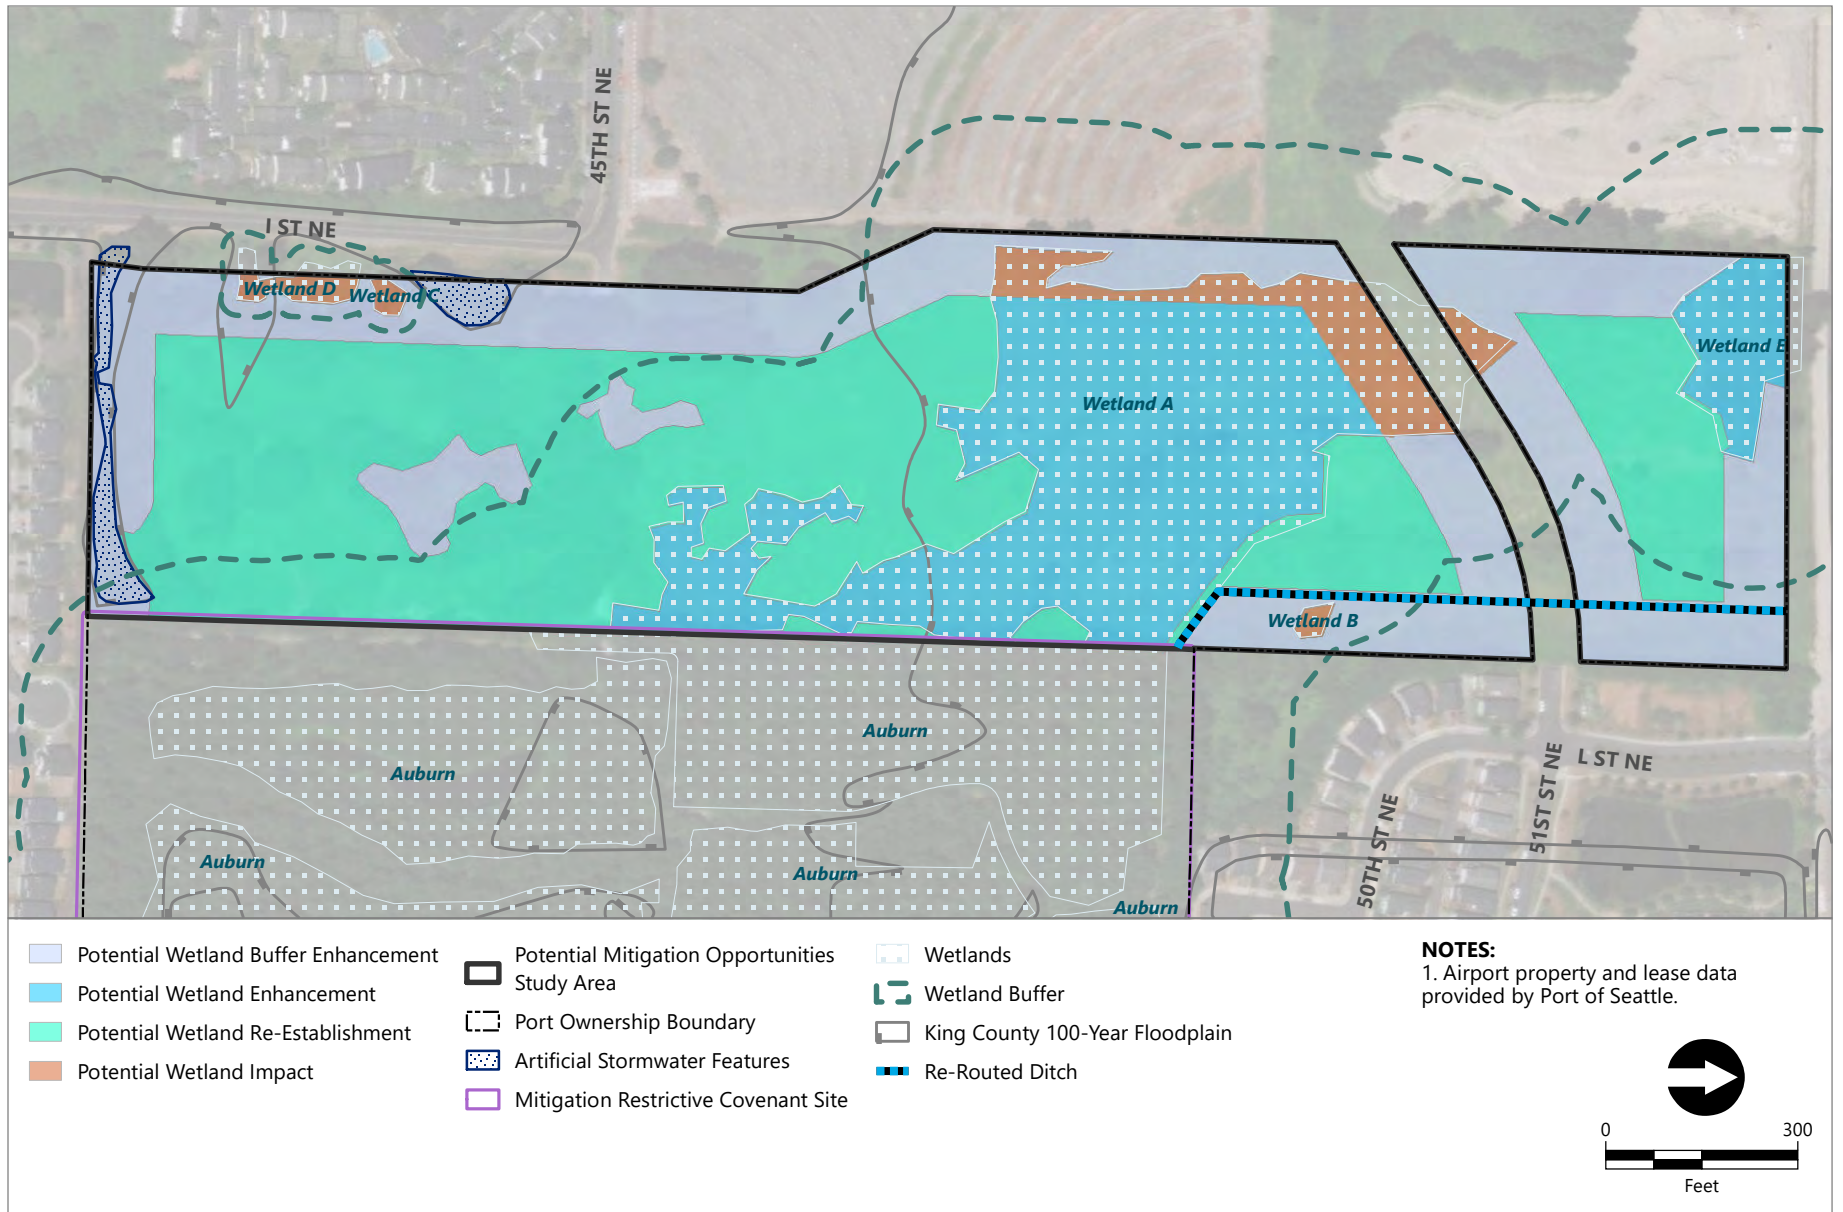 45TH ST NE
I ST NE
Wetland D
Wetland C
Wetland E
Wetland A
Wetland B
Auburn
Auburn
Auburn
Auburn
Auburn
L ST NE
51ST ST NE
50TH ST NE
Potential Wetland Buffer Enhancement
Potential Wetland Enhancement
Potential Wetland Re-Establishment
Potential Wetland Impact
Potential Mitigation Opportunities
Study Area
Port Ownership Boundary
Artificial Stormwater Features
Mitigation Restrictive Covenant Site
Wetlands
Wetland Buffer
King County 100-Year Floodplain
Re-Routed Ditch
NOTES:
1. Airport property and lease data
provided by Port of Seattle.
0 300
Feet